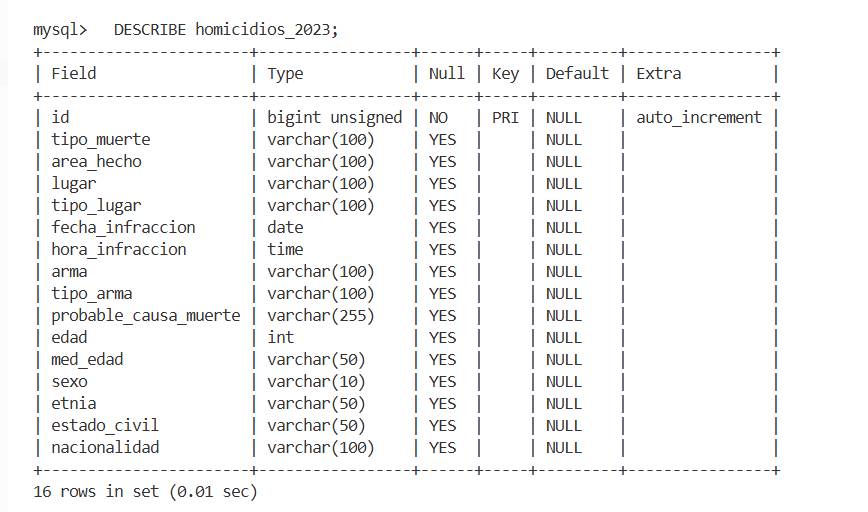 mysql>   DESCRIBE homicidios_2023;
+-----------------------+-----------------+------+-----+---------+----------------+
| Field                 | Type            | Null | Key | Default | Extra          |
+-----------------------+-----------------+------+-----+---------+----------------+
| id                    | bigint unsigned | NO   | PRI | NULL    | auto_increment |
| tipo_muerte           | varchar(100)    | YES  |     | NULL    |                |
| area_hecho            | varchar(100)    | YES  |     | NULL    |                |
| lugar                 | varchar(100)    | YES  |     | NULL    |                |
| tipo_lugar            | varchar(100)    | YES  |     | NULL    |                |
| fecha_infraccion      | date            | YES  |     | NULL    |                |
| hora_infraccion       | time            | YES  |     | NULL    |                |
| arma                  | varchar(100)    | YES  |     | NULL    |                |
| tipo_arma             | varchar(100)    | YES  |     | NULL    |                |
| probable_causa_muerte | varchar(255)    | YES  |     | NULL    |                |
| edad                  | int             | YES  |     | NULL    |                |
| med_edad              | varchar(50)     | YES  |     | NULL    |                |
| sexo                  | varchar(10)     | YES  |     | NULL    |                |
| etnia                 | varchar(50)     | YES  |     | NULL    |                |
| estado_civil          | varchar(50)     | YES  |     | NULL    |                |
| nacionalidad          | varchar(100)    | YES  |     | NULL    |                |
+-----------------------+-----------------+------+-----+---------+----------------+
16 rows in set (0.01 sec)